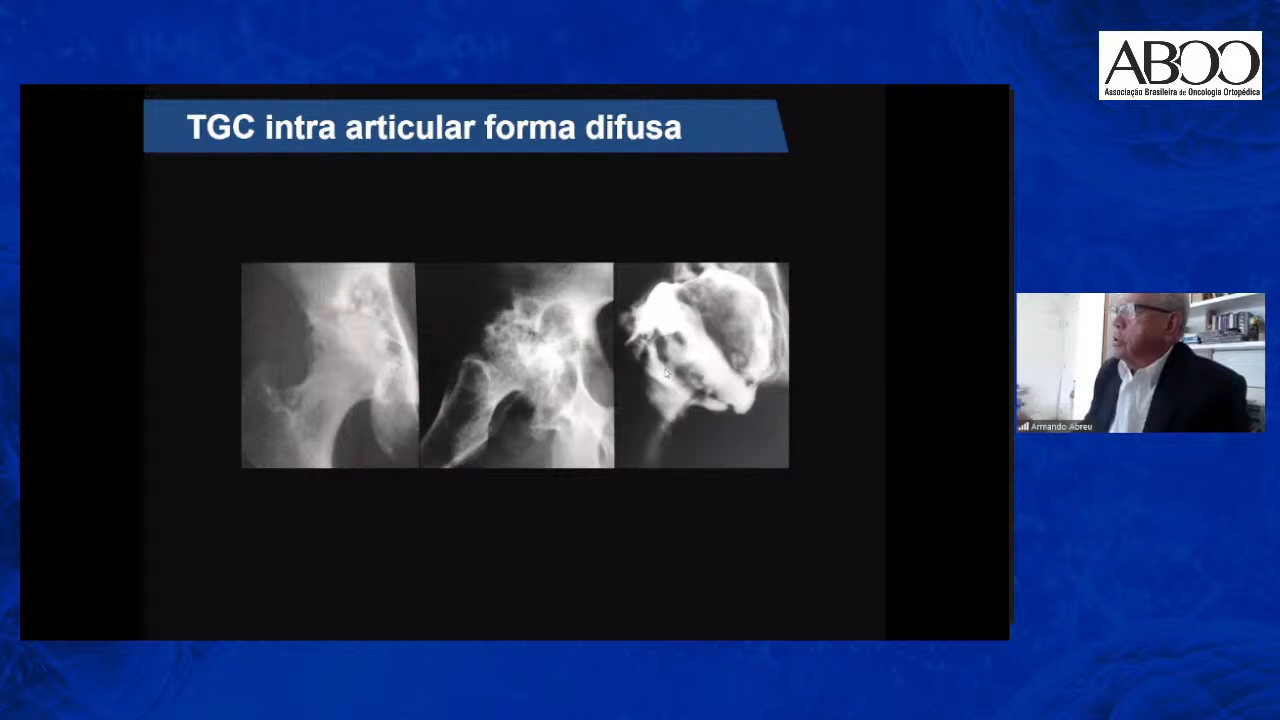 ABOO
Associação Brasileira de Oncologia Ortopédica
TGC intra articular forma difusa
Armando Abreu